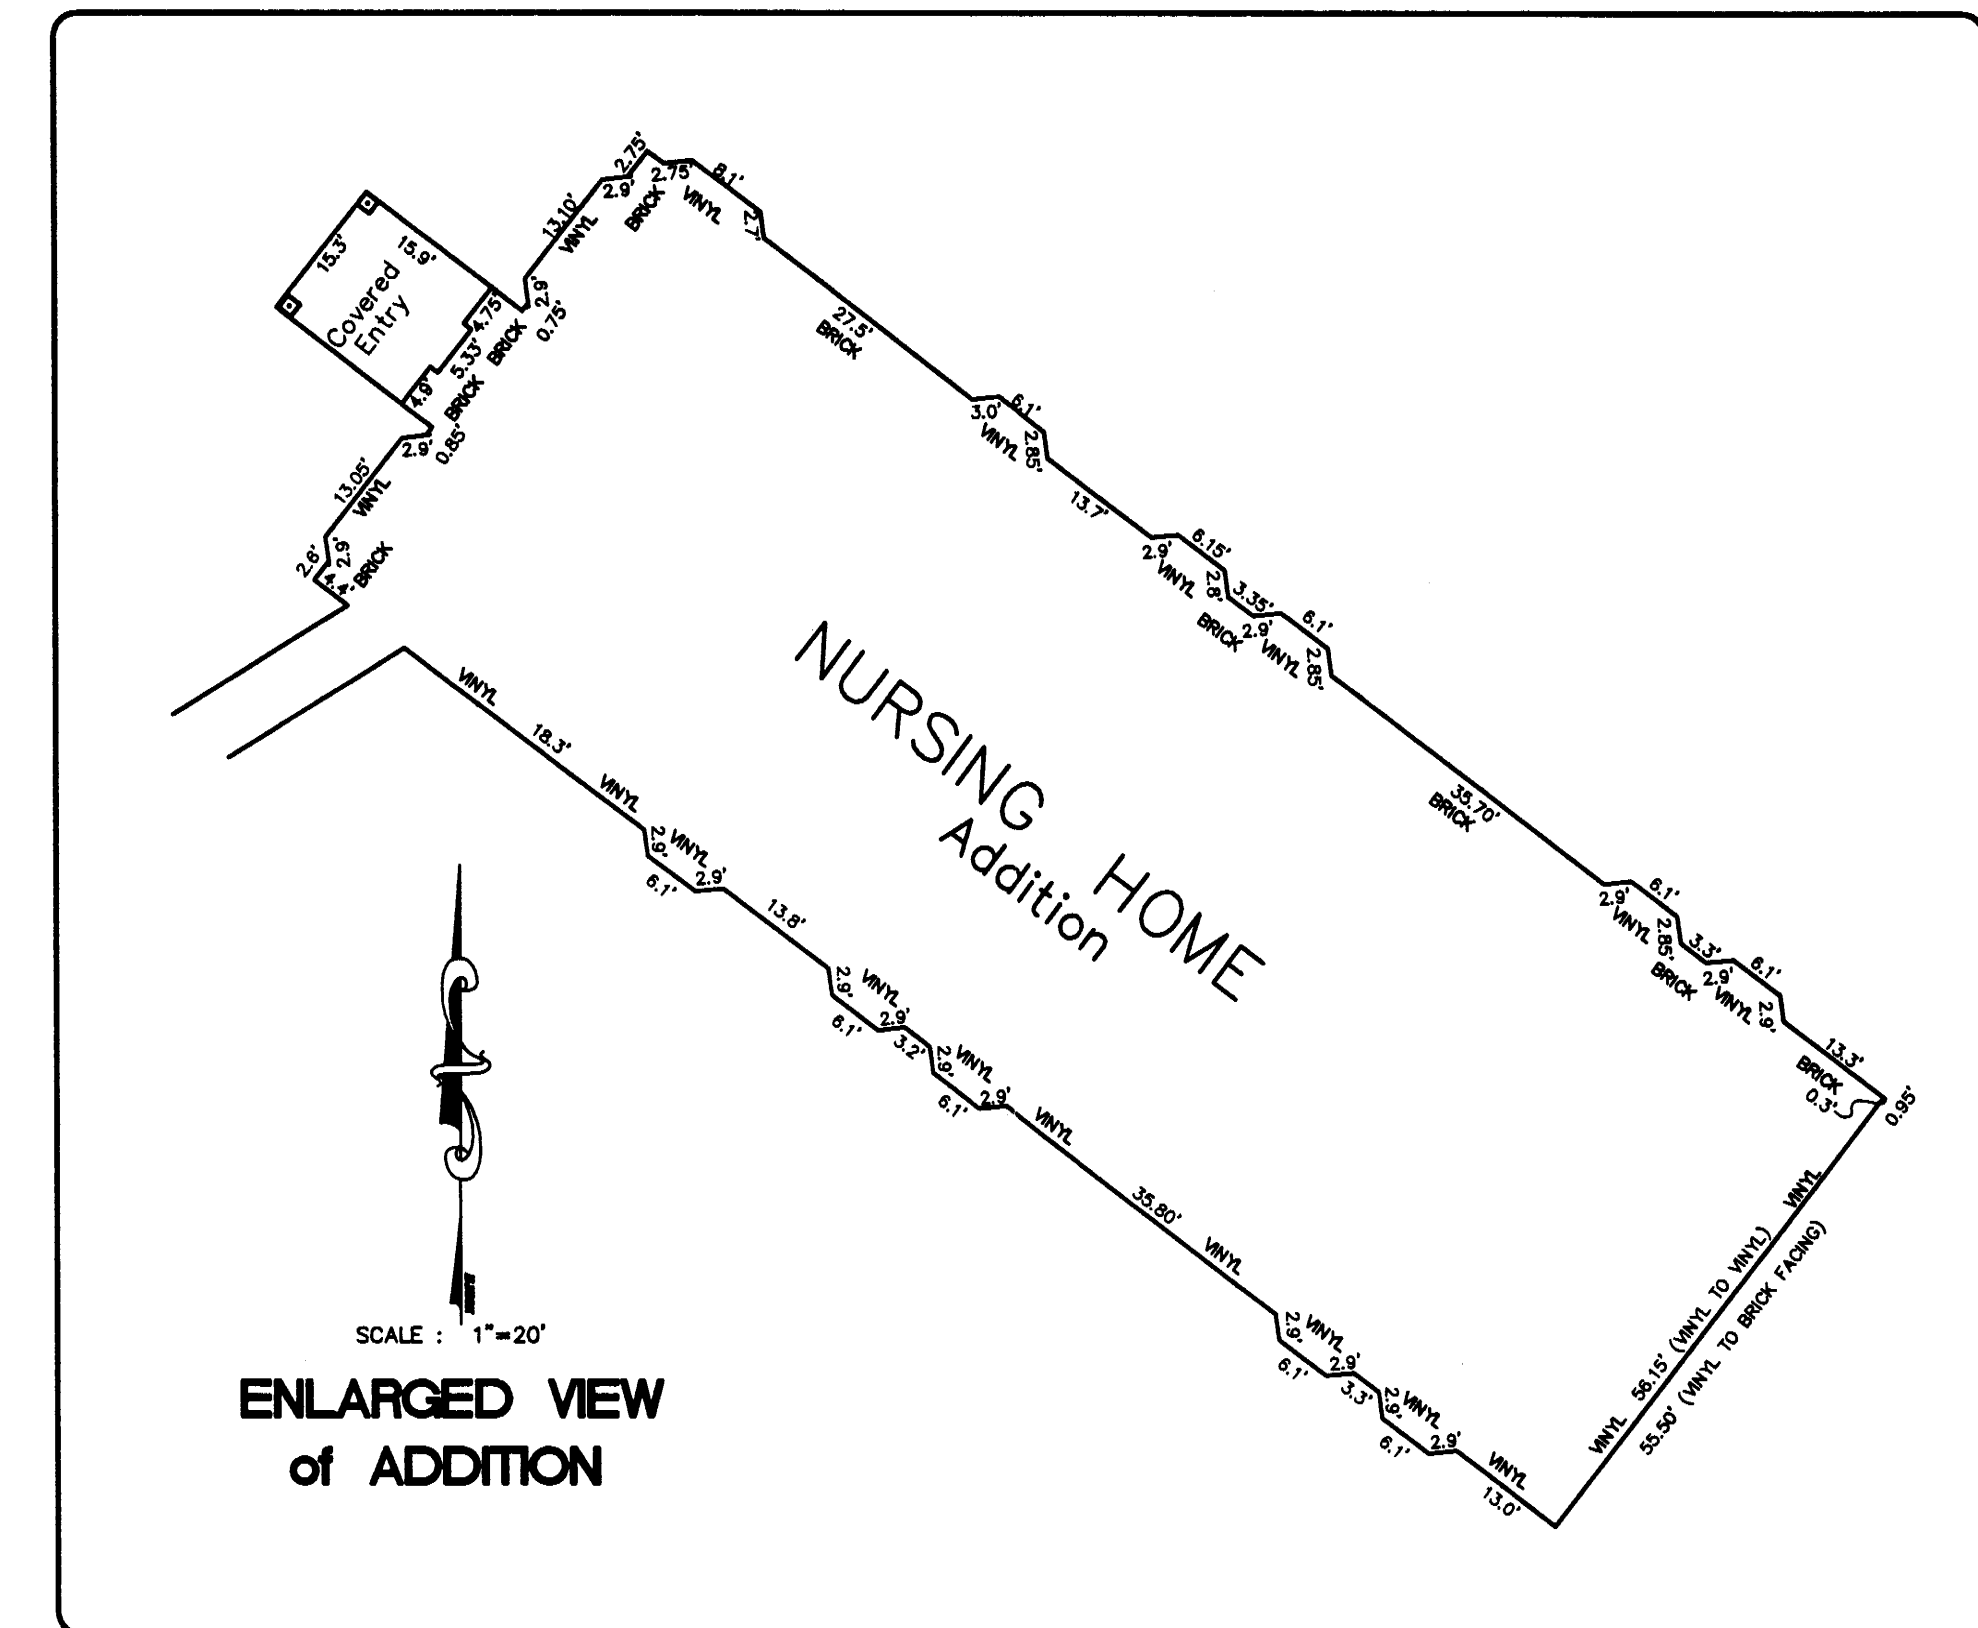 2.75'
2.75'
2.9'
8.1'
2.7'
VINYL
BRICK
13.10'
VINYL
2.9'
0.75'
15.3'
15.9'
Covered
Entry
4.75'
5.33'
4.9'
BRICK
BRICK
0.85'
2.9'
13.05'
VINYL
2.9'
2.6'
4.4'
BRICK
27.5'
BRICK
3.0'
6.1'
VINYL
2.85'
13.7'
2.9'
6.15'
VINYL
2.8'
3.35'
BRICK
2.9'
6.1'
VINYL
2.85'
35.70'
BRICK
2.9'
6.1'
VINYL
2.85'
3.3'
BRICK
2.9'
6.1'
VINYL
2.9'
13.3'
BRICK
0.3'
0.95'
NURSING HOME
Addition
VINYL
18.3'
VINYL
2.9'
VINYL
6.1'
2.9'
13.8'
2.9'
VINYL
6.1'
2.9'
3.2'
2.9'
VINYL
6.1'
2.9'
VINYL
35.80'
VINYL
2.9'
VINYL
6.1'
2.9'
3.3'
2.9'
VINYL
6.1'
2.9'
VINYL
13.0'
VINYL 56.15' (VINYL TO VINYL) VINYL
55.50' (VINYL TO BRICK FACING)
SCALE : 1"=20'
ENLARGED VIEW
of ADDITION